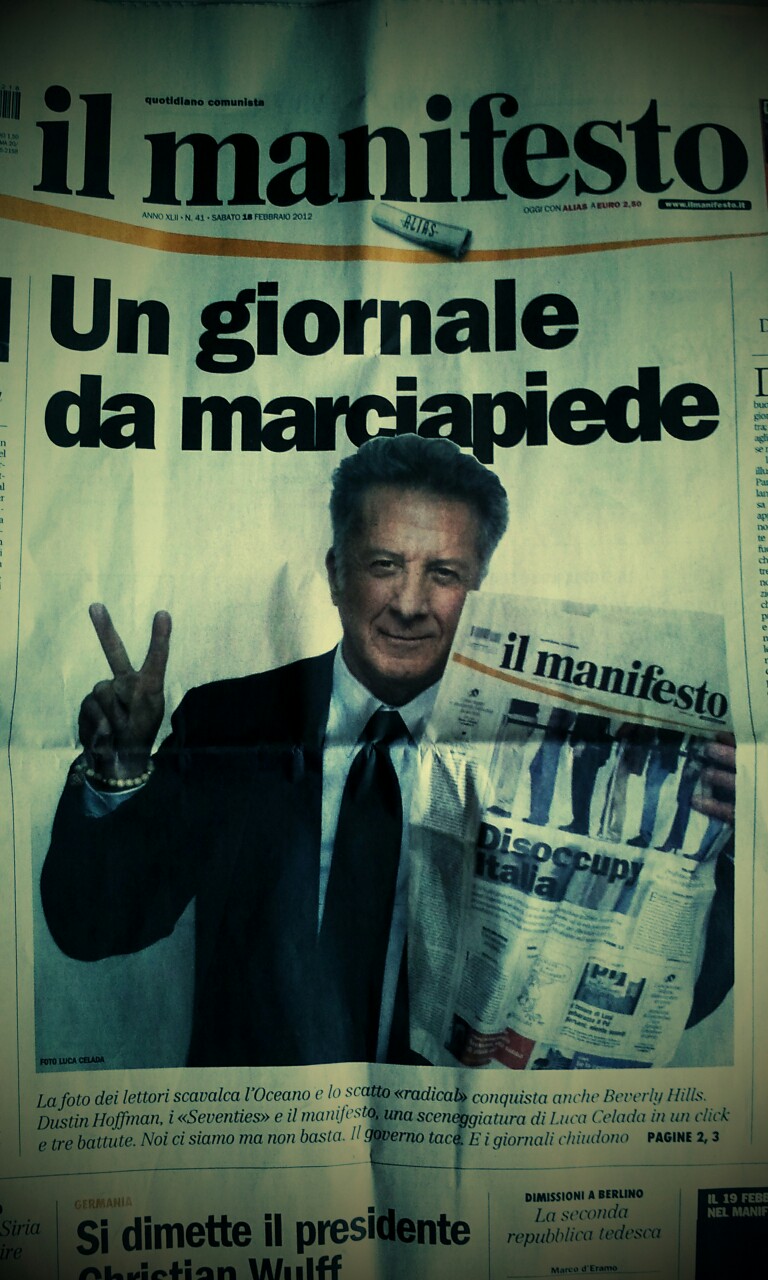 quotidiano comunista
il manifesto
ANNO XLII • N. 41 • SABATO 18 FEBBRAIO 2012
ALIAS
OGGI CON ALIAS A EURO 2,50
www.ilmanifesto.it
Un giornale
da marciapiede
il manifesto
Disoccupy
Italia
FOTO LUCA CELADA
La foto dei lettori scavalca l'Oceano e lo scatto «radical» conquista anche Beverly Hills.
Dustin Hoffman, i «Seventies» e il manifesto, una sceneggiatura di Luca Celada in un click
e tre battute. Noi ci siamo ma non basta. Il governo tace. E i giornali chiudono PAGINE 2, 3
Siria
GERMANIA
Si dimette il presidente
Christian Wulff
DIMISSIONI A BERLINO
La seconda
repubblica tedesca
Marco d'Eramo
IL 19 FEBB
NEL MANIF